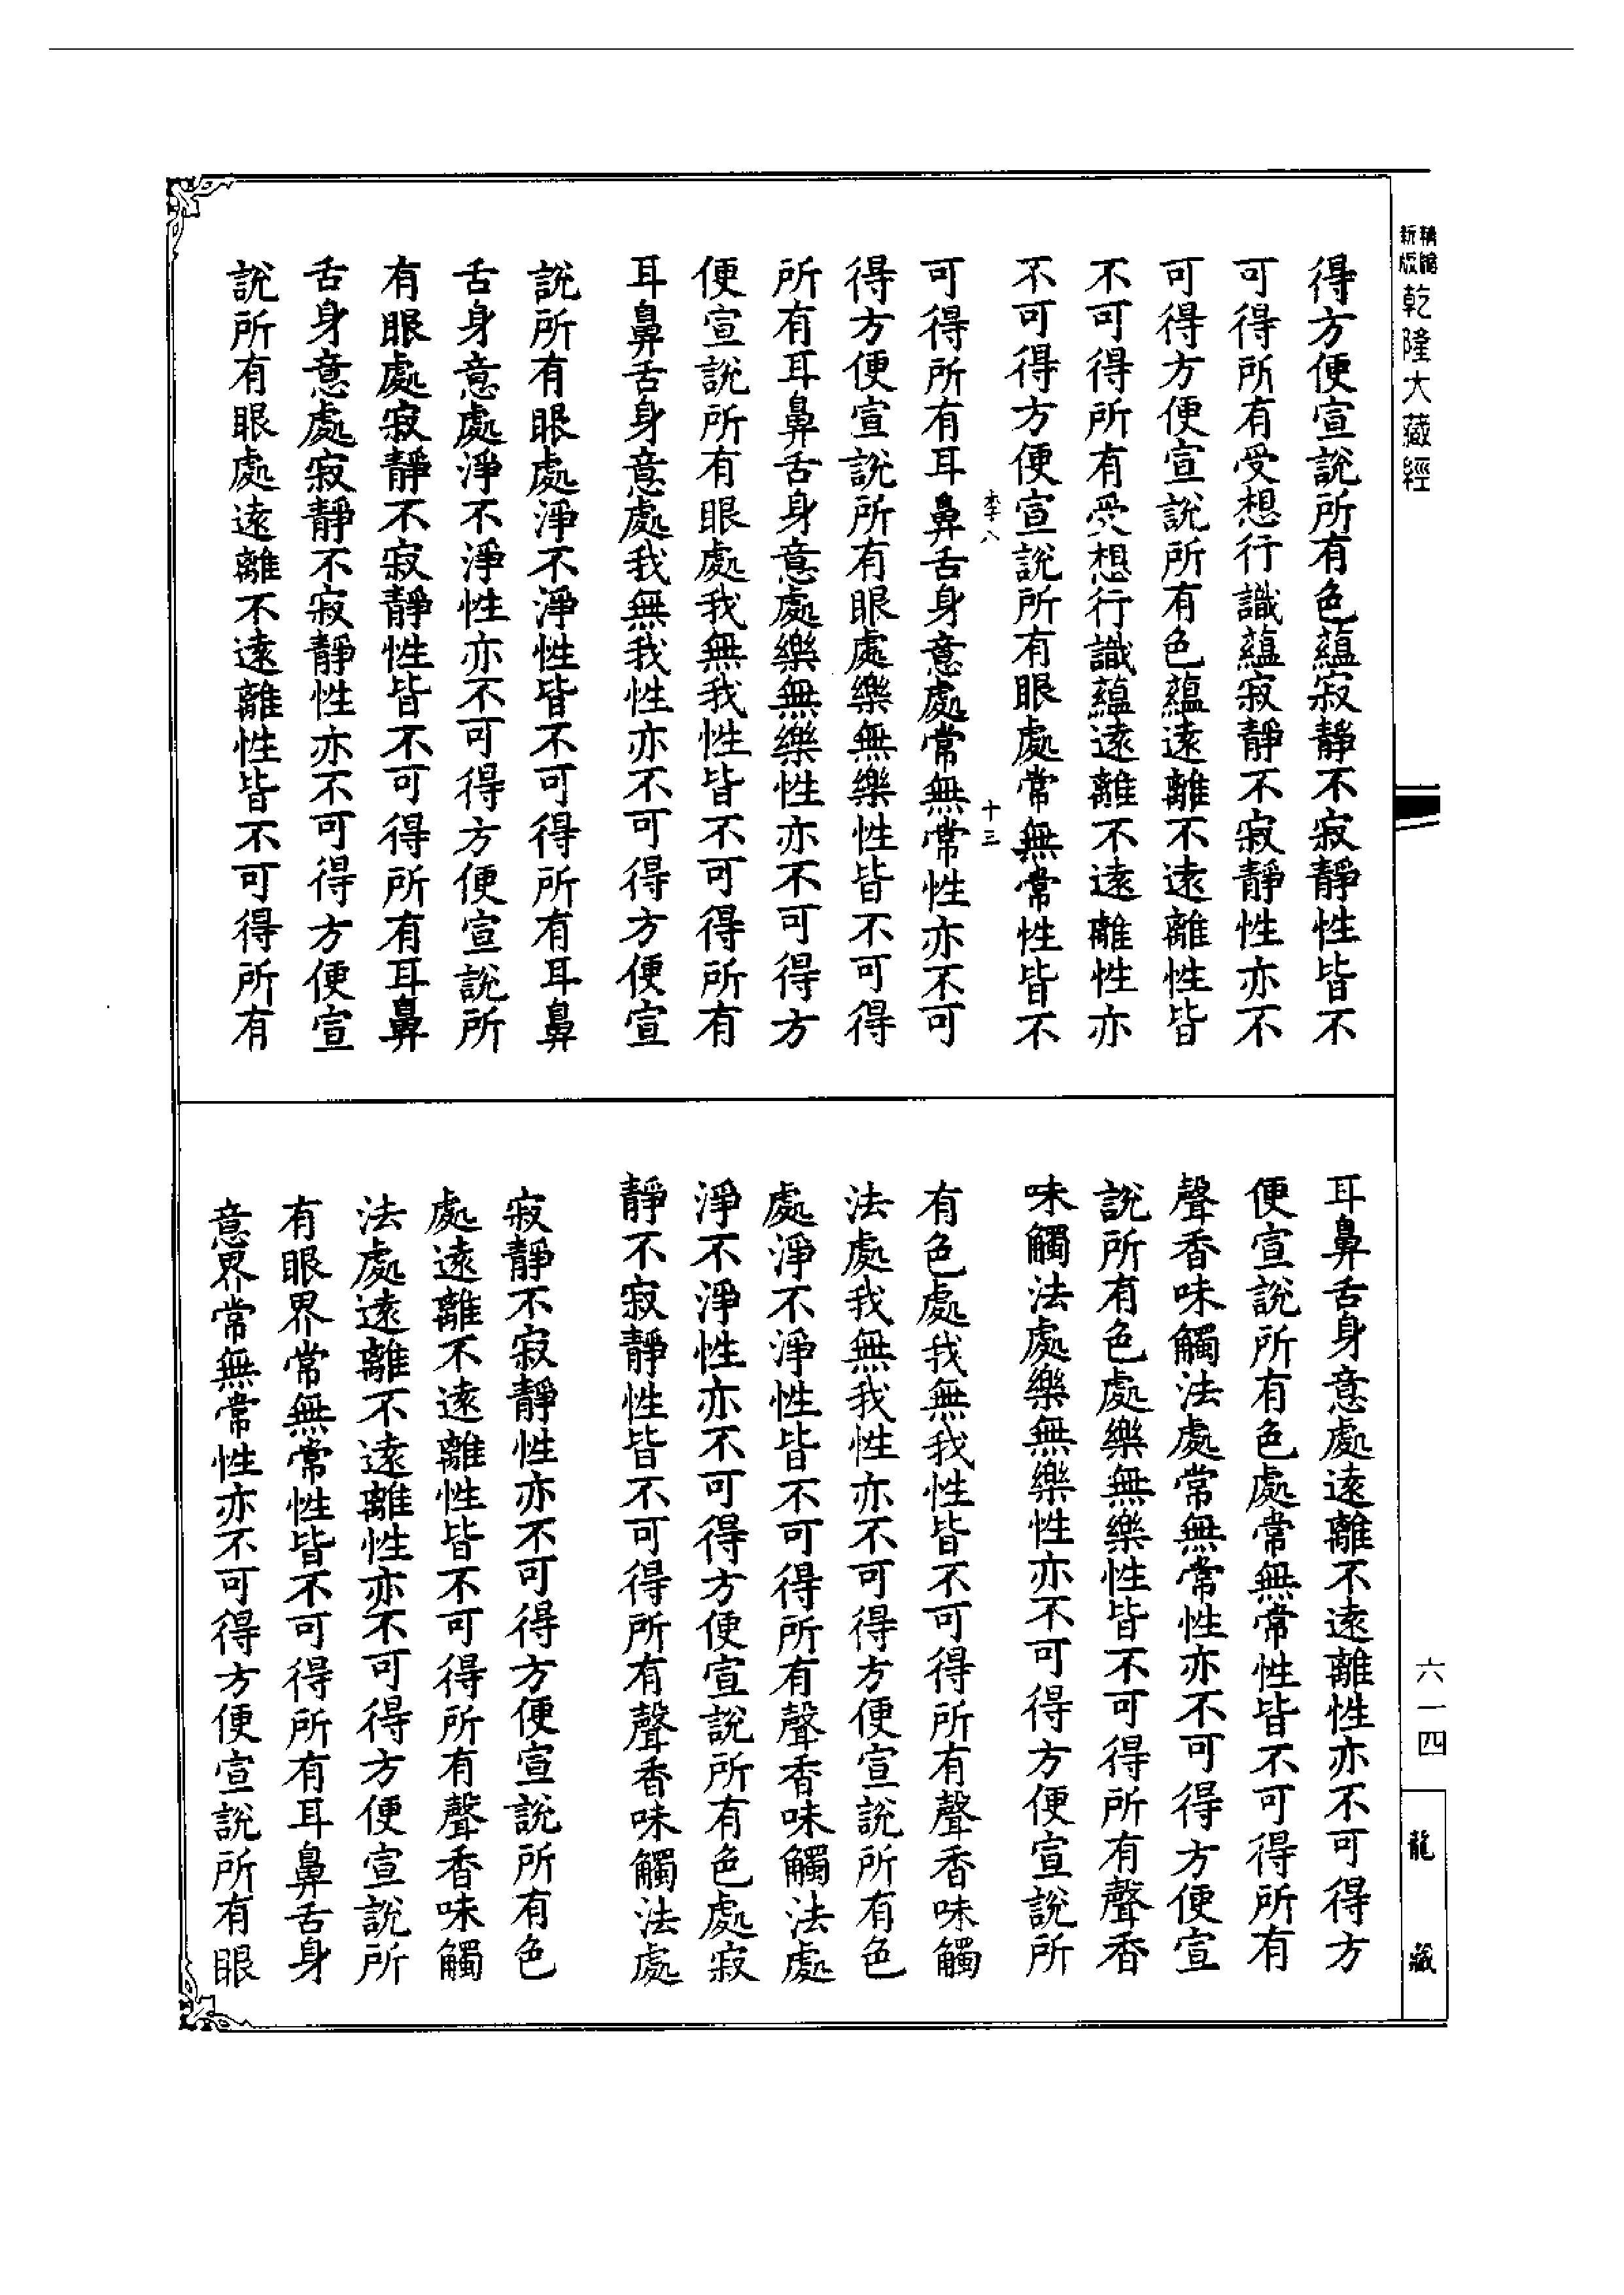 新版
精縮
乾隆大藏經
得方便宣說所有色蘊寂靜不寂靜性皆不
可得所有受想行識蘊寂靜不寂靜性亦不
可得方便宣說所有色蘊遠離不遠離性皆
不可得所有受想行識蘊遠離不遠離性亦
不可得方便宣說所有眼處常無常性皆不
李八 十三
可得所有耳鼻舌身意處常無常性亦不可
得方便宣說所有眼處樂無樂性皆不可得
所有耳鼻舌身意處樂無樂性亦不可得方
便宣說所有眼處我無我性皆不可得所有
耳鼻舌身意處我無我性亦不可得方便宣
說所有眼處淨不淨性皆不可得所有耳鼻
舌身意處淨不淨性亦不可得方便宣說所
有眼處寂靜不寂靜性皆不可得所有耳鼻
舌身意處寂靜不寂靜性亦不可得方便宣
說所有眼處遠離不遠離性皆不可得所有
耳鼻舌身意處遠離不遠離性亦不可得方
便宣說所有色處常無常性皆不可得所有
聲香味觸法處常無常性亦不可得方便宣
說所有色處樂無樂性皆不可得所有聲香
味觸法處樂無樂性亦不可得方便宣說所
有色處我無我性皆不可得所有聲香味觸
法處我無我性亦不可得方便宣說所有色
處淨不淨性皆不可得所有聲香味觸法處
淨不淨性亦不可得方便宣說所有色處寂
靜不寂靜性皆不可得所有聲香味觸法處
寂靜不寂靜性亦不可得方便宣說所有色
處遠離不遠離性皆不可得所有聲香味觸
法處遠離不遠離性亦不可得方便宣說所
有眼界常無常性皆不可得所有耳鼻舌身
意界常無常性亦不可得方便宣說所有眼
六一四
龍藏